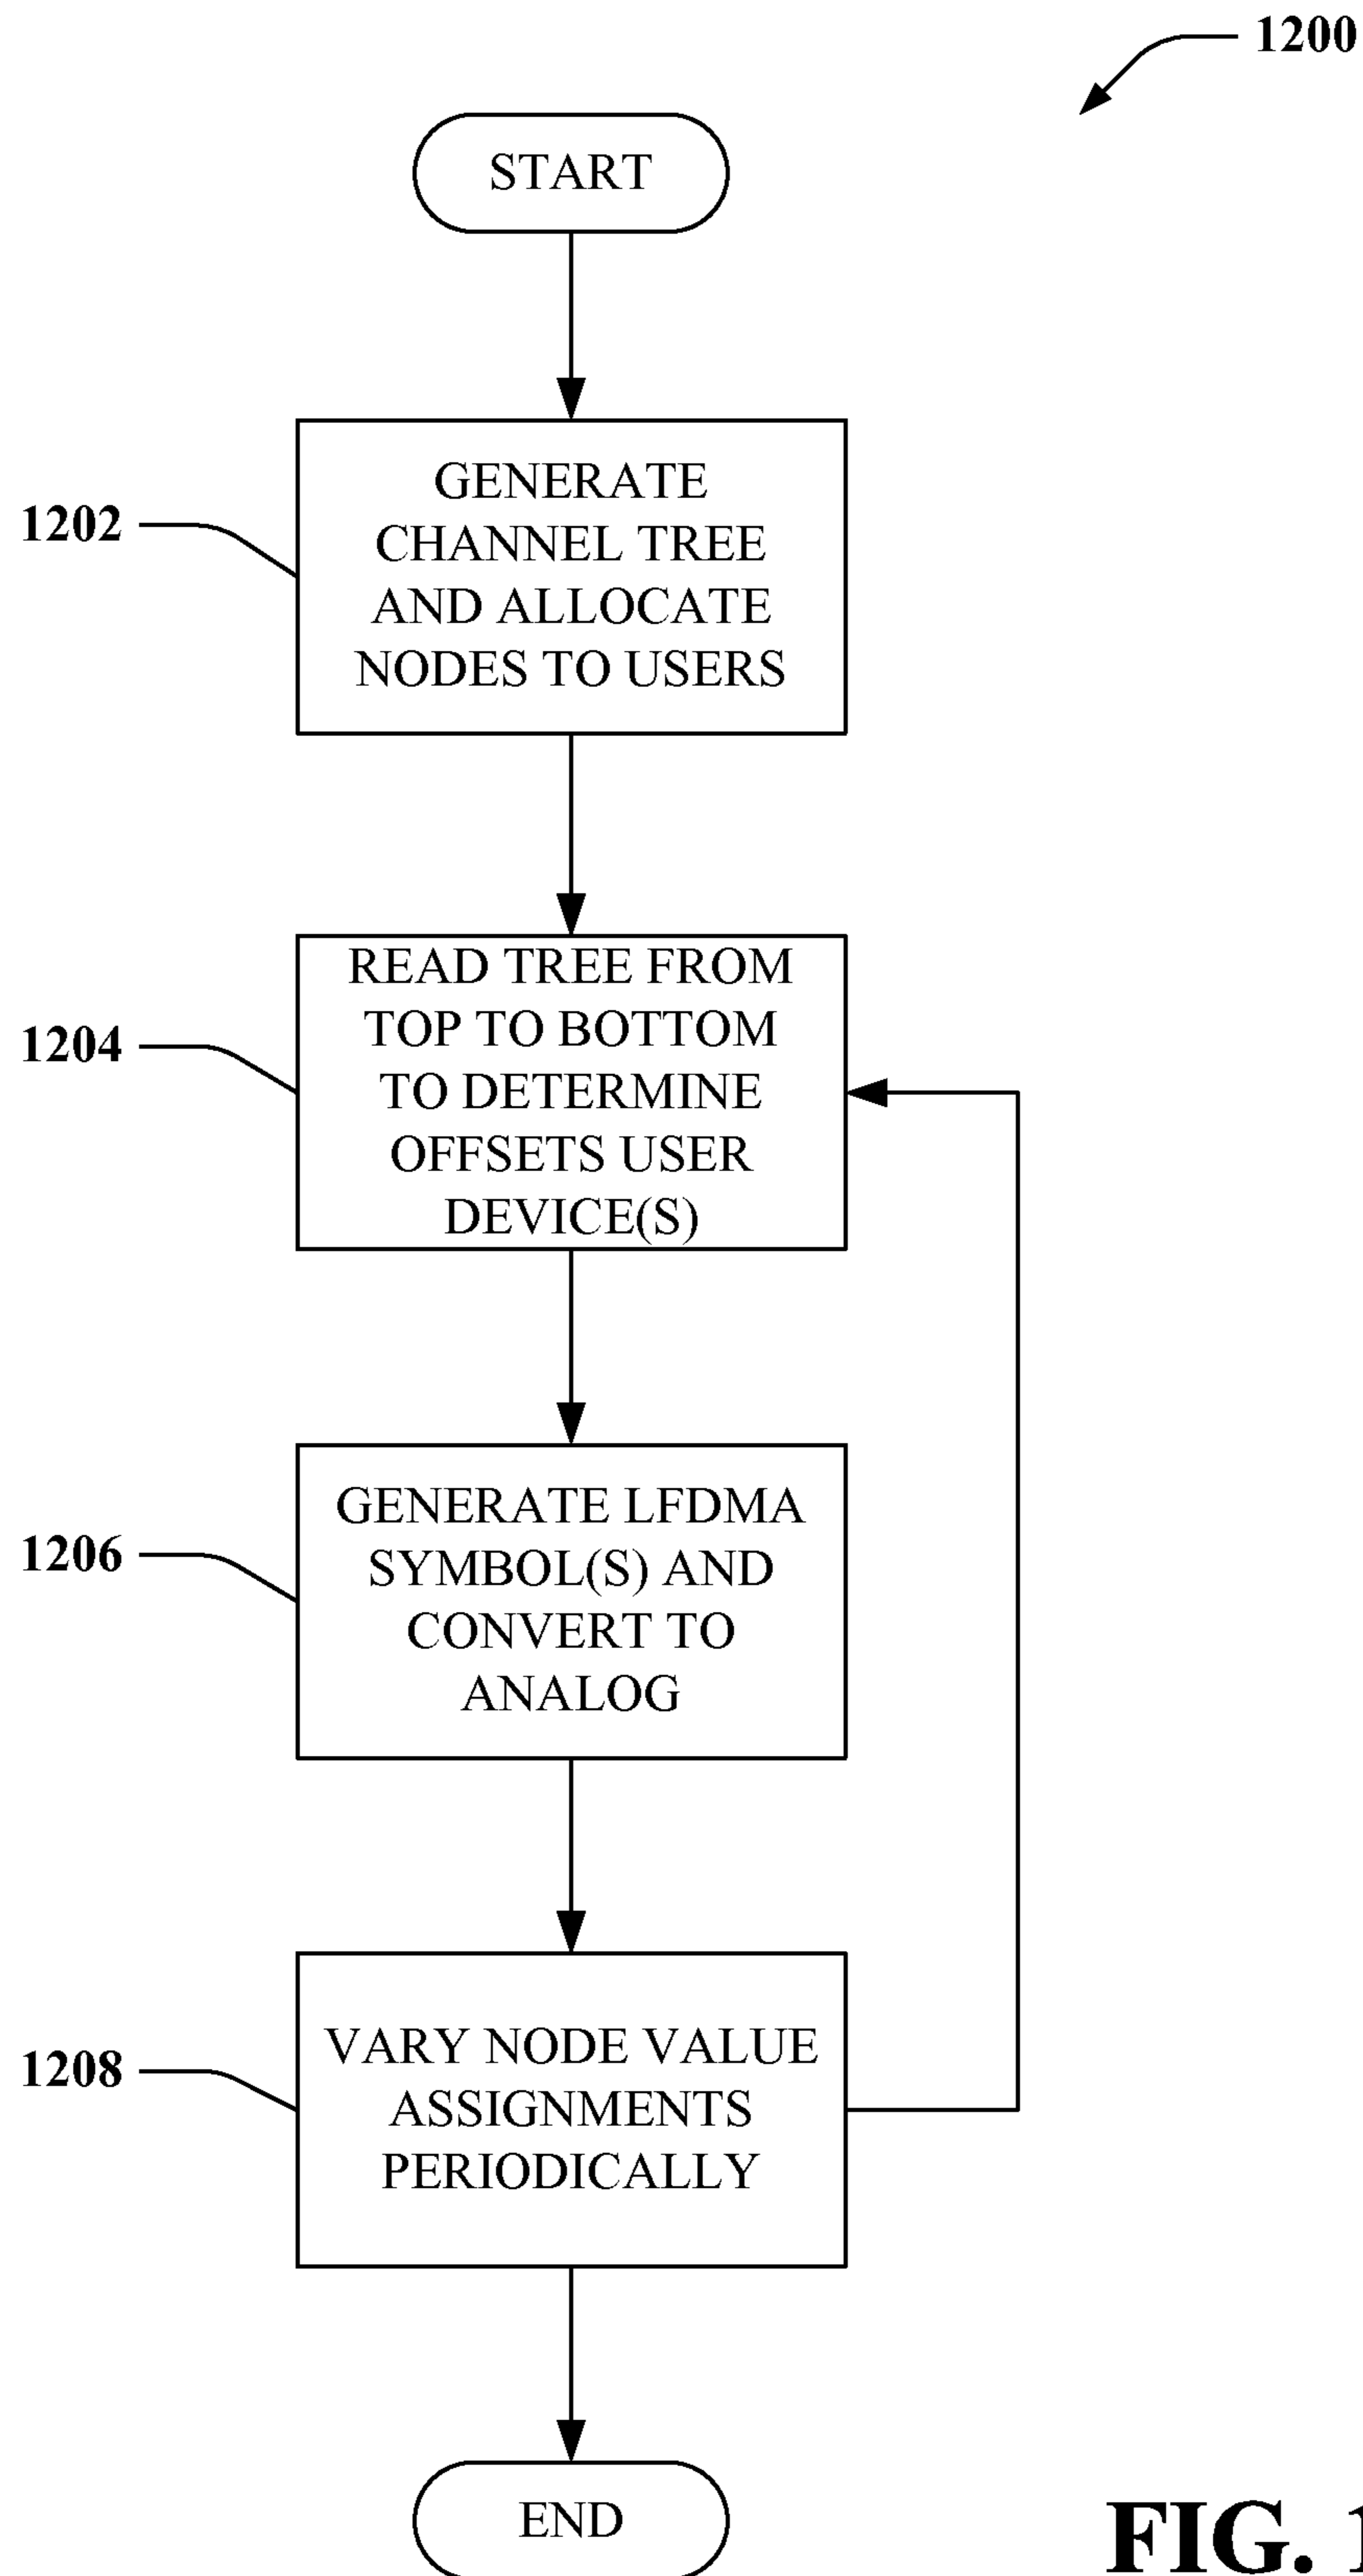 1200
START
GENERATE
CHANNEL TREE
AND ALLOCATE
NODES TO USERS
1202
READ TREE FROM
TOP TO BOTTOM
TO DETERMINE
OFFSETS USER
DEVICE(S)
1204
GENERATE LFDMA
SYMBOL(S) AND
CONVERT TO
ANALOG
1206
VARY NODE VALUE
ASSIGNMENTS
PERIODICALLY
1208
END
FIG. 1